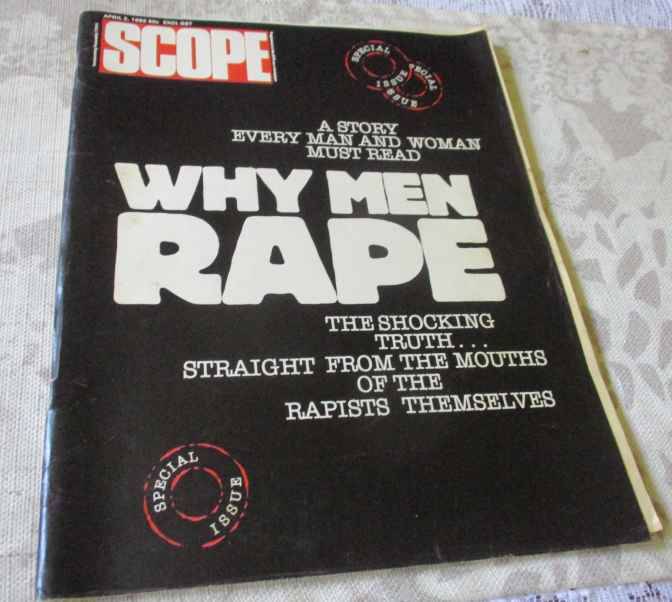 SCOPE
SPECIAL
ISSUE
ISSUE
A STORY
EVERY MAN AND WOMAN
MUST READ
WHY MEN
RAPE
THE SHOCKING
TRUTH...
STRAIGHT FROM THE MOUTHS
OF THE
RAPISTS THEMSELVES
SPECIAL
ISSUE